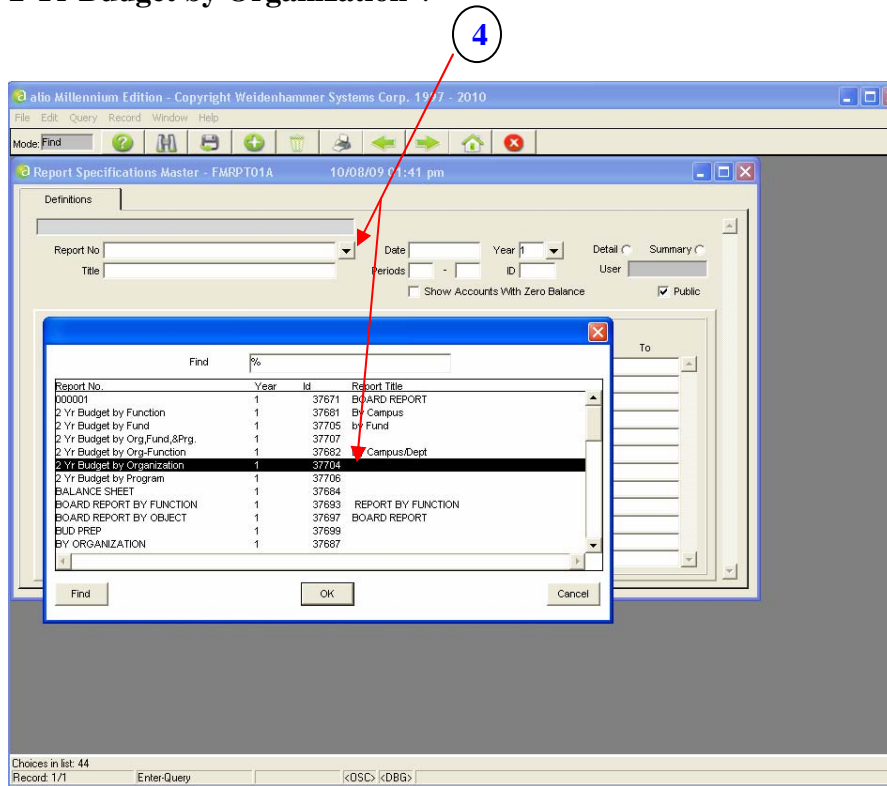 2 Yr Budget by Organization".
4
alio Millennium Edition - Copyright Weidenhammer Systems Corp. 1997 - 2010
File Edit Query Record Window Help
Mode: Find
Report Specifications Master - FMRPT01A 10/08/09 01:41 pm
Definitions
Report No Date Year 1 Detail Summary
Title Periods - ID User
Show Accounts With Zero Balance Public
To
Find %
Report No. Year Id Report Title
000001 1 37671 BOARD REPORT
2 Yr Budget by Function 1 37681 By Campus
2 Yr Budget by Fund 1 37705 by Fund
2 Yr Budget by Org,Fund,&Prg. 1 37707
2 Yr Budget by Org-Function 1 37682 by Campus/Dept
2 Yr Budget by Organization 1 37704
2 Yr Budget by Program 1 37706
BALANCE SHEET 1 37684
BOARD REPORT BY FUNCTION 1 37693 REPORT BY FUNCTION
BOARD REPORT BY OBJECT 1 37697 BOARD REPORT
BUD PREP 1 37699
BY ORGANIZATION 1 37687
Find OK Cancel
Choices in list: 44
Record: 1/1 Enter-Query <OSC> <DBG>